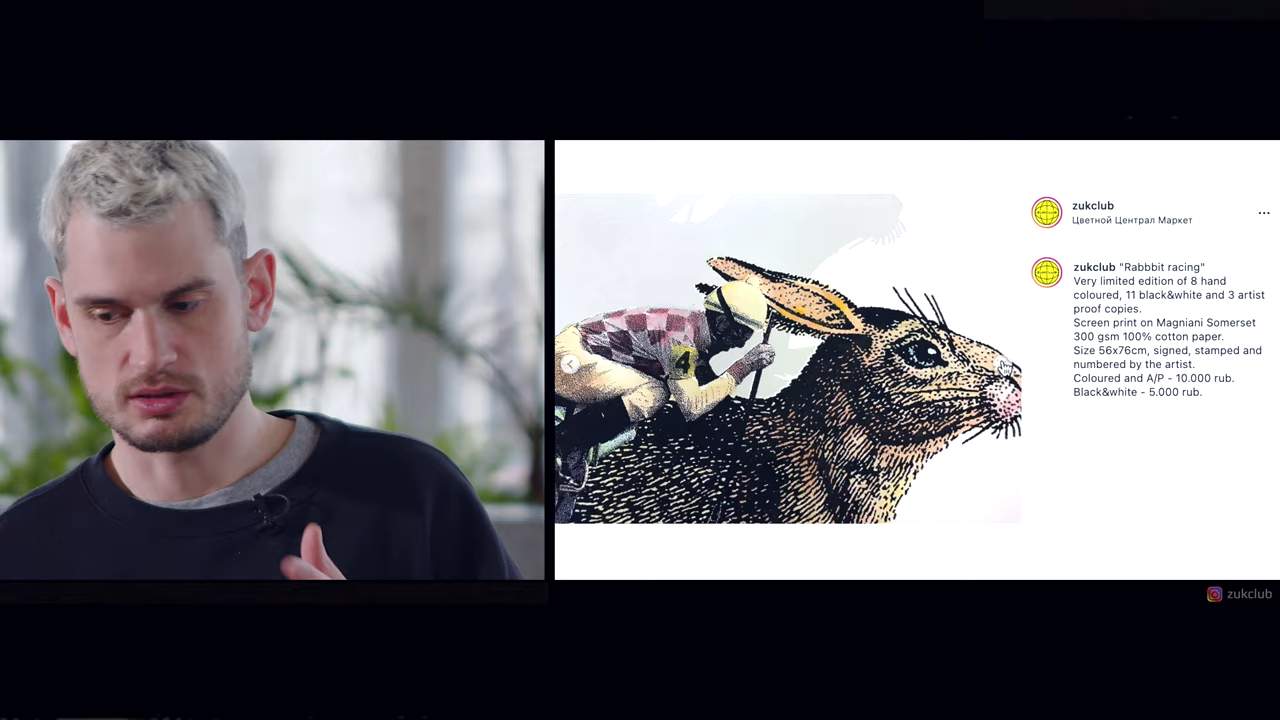 zukclub
Цветной Централ Маркет
zukclub "Rabbbit racing"
Very limited edition of 8 hand
coloured, 11 black&white and 3 artist
proof copies.
Screen print on Magniani Somerset
300 gsm 100% cotton paper.
Size 56x76cm, signed, stamped and
numbered by the artist.
Coloured and A/P - 10.000 rub.
Black&white - 5.000 rub.
4
zukclub